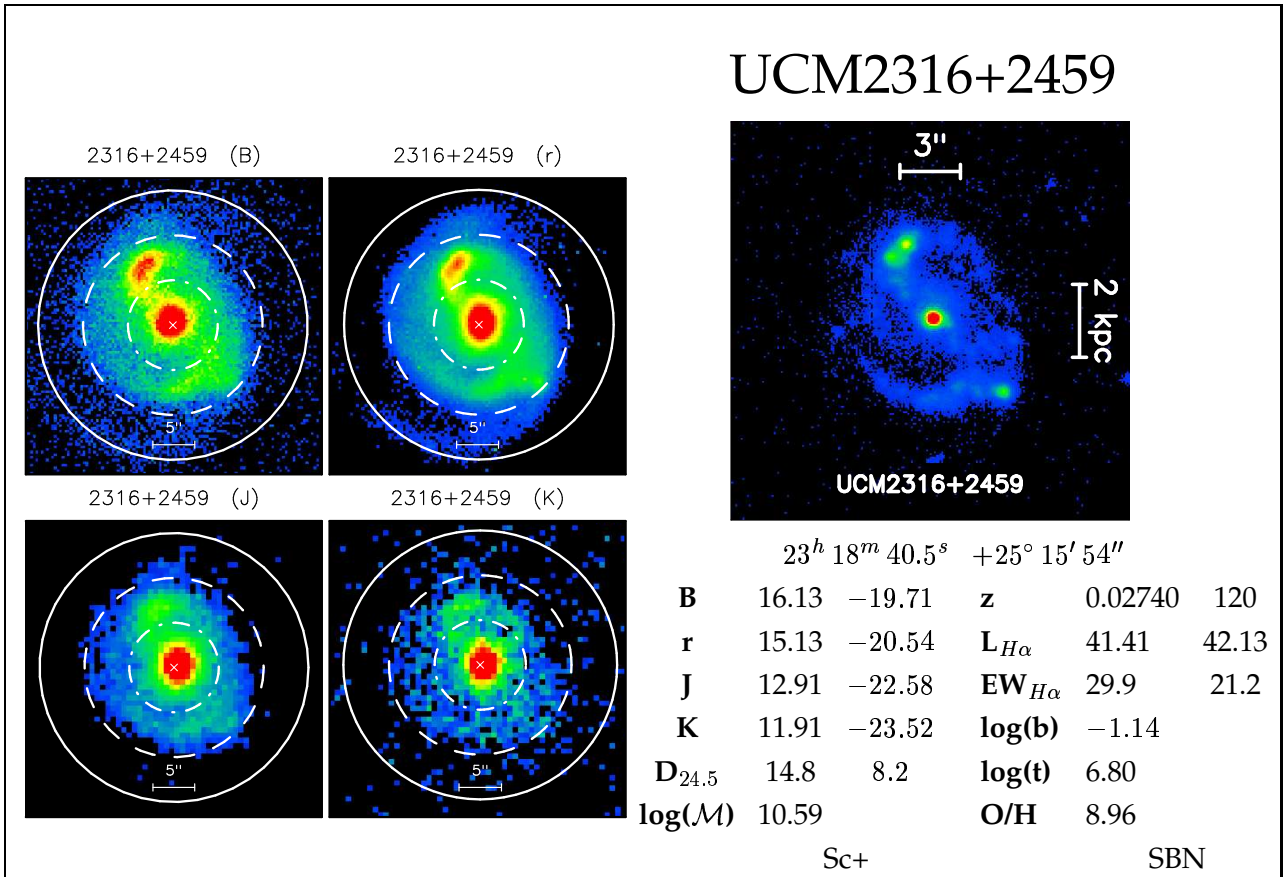 UCM2316+2459
2316+2459 (B)
2316+2459 (r)
5"
5"
2316+2459 (J)
2316+2459 (K)
5"
5"
3"
2 kpc
UCM2316+2459
23h 18m 40.5s +25° 15′ 54″
B 16.13 −19.71 z 0.02740 120
r 15.13 −20.54 LHα 41.41 42.13
J 12.91 −22.58 EWHα 29.9 21.2
K 11.91 −23.52 log(b) −1.14
D24.5 14.8 8.2 log(t) 6.80
log(M) 10.59 O/H 8.96
Sc+ SBN